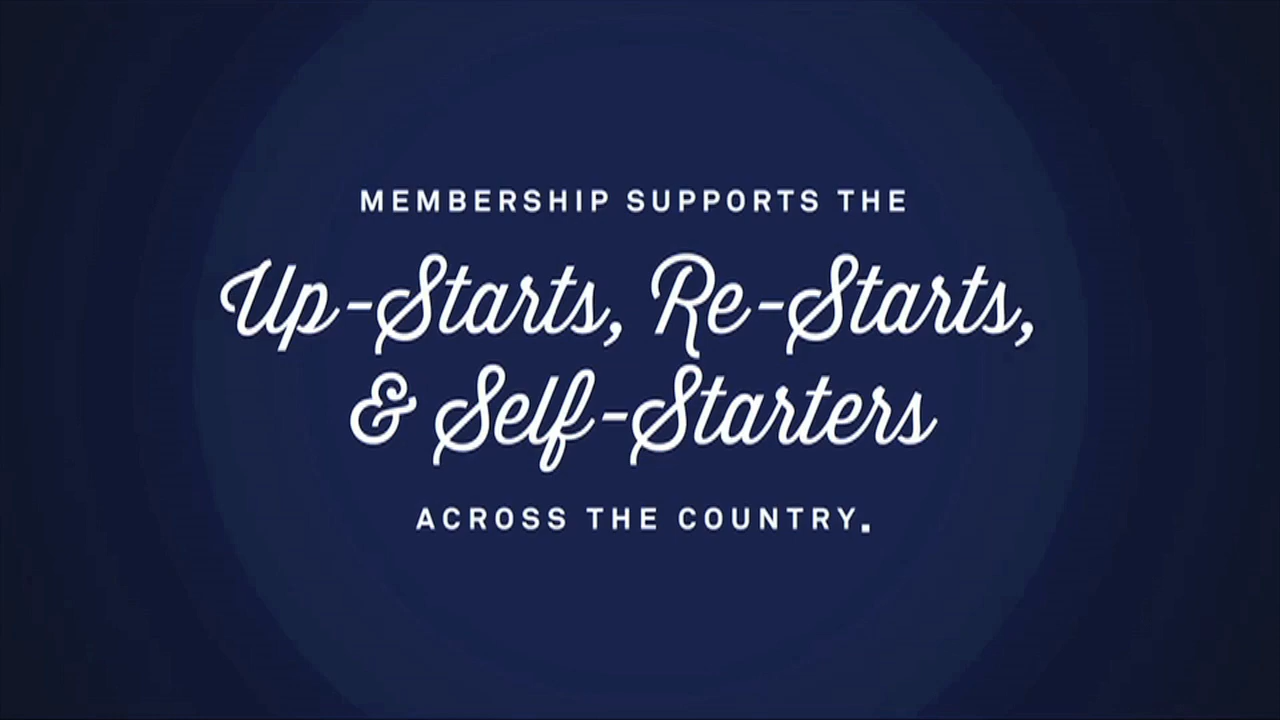 MEMBERSHIP SUPPORTS THE
Up-Starts, Re-Starts,
& Self-Starters
ACROSS THE COUNTRY.